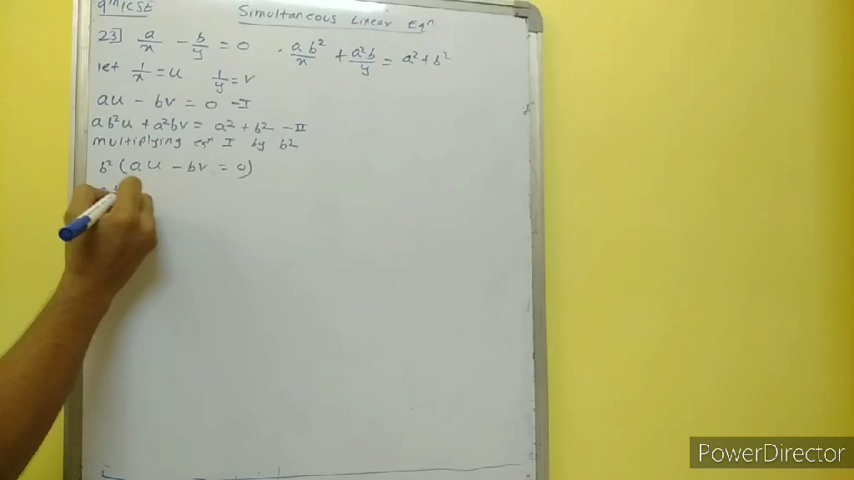 9th ICSE
Simultaneous Linear Eqn
23] a/x - b/y = 0 . ab²/x + a²b/y = a² + b²
let 1/x = u 1/y = v
au - bv = 0 - I
ab²u + a²bv = a² + b² - II
multiplying eqn I by b2
b² (au - bv = 0)
PowerDirector